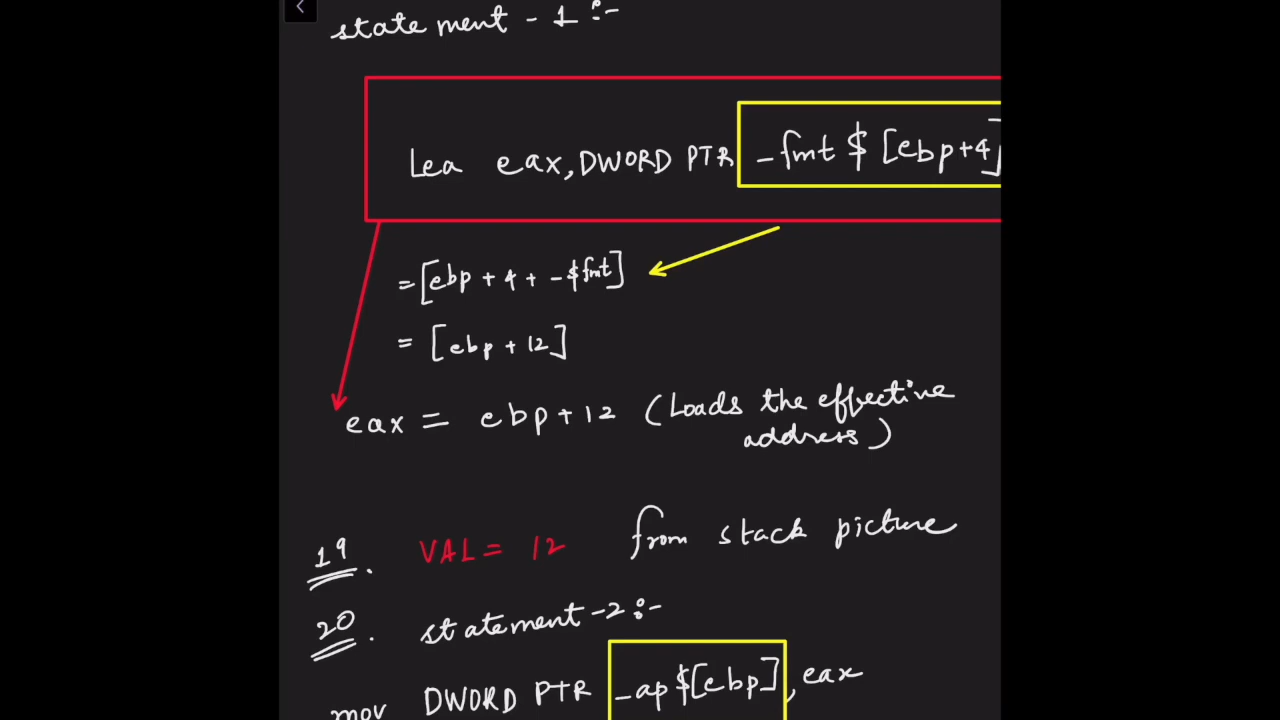 statement - 1 :-
Lea eax, DWORD PTR _fmt $ [ebp+4]
= [ebp + 4 + -$fmt]
= [ebp + 12]
eax = ebp + 12 (Loads the effective
address)
19. VAL = 12 from stack picture
20. statement -2 :-
mov DWORD PTR _ap $[ebp], eax